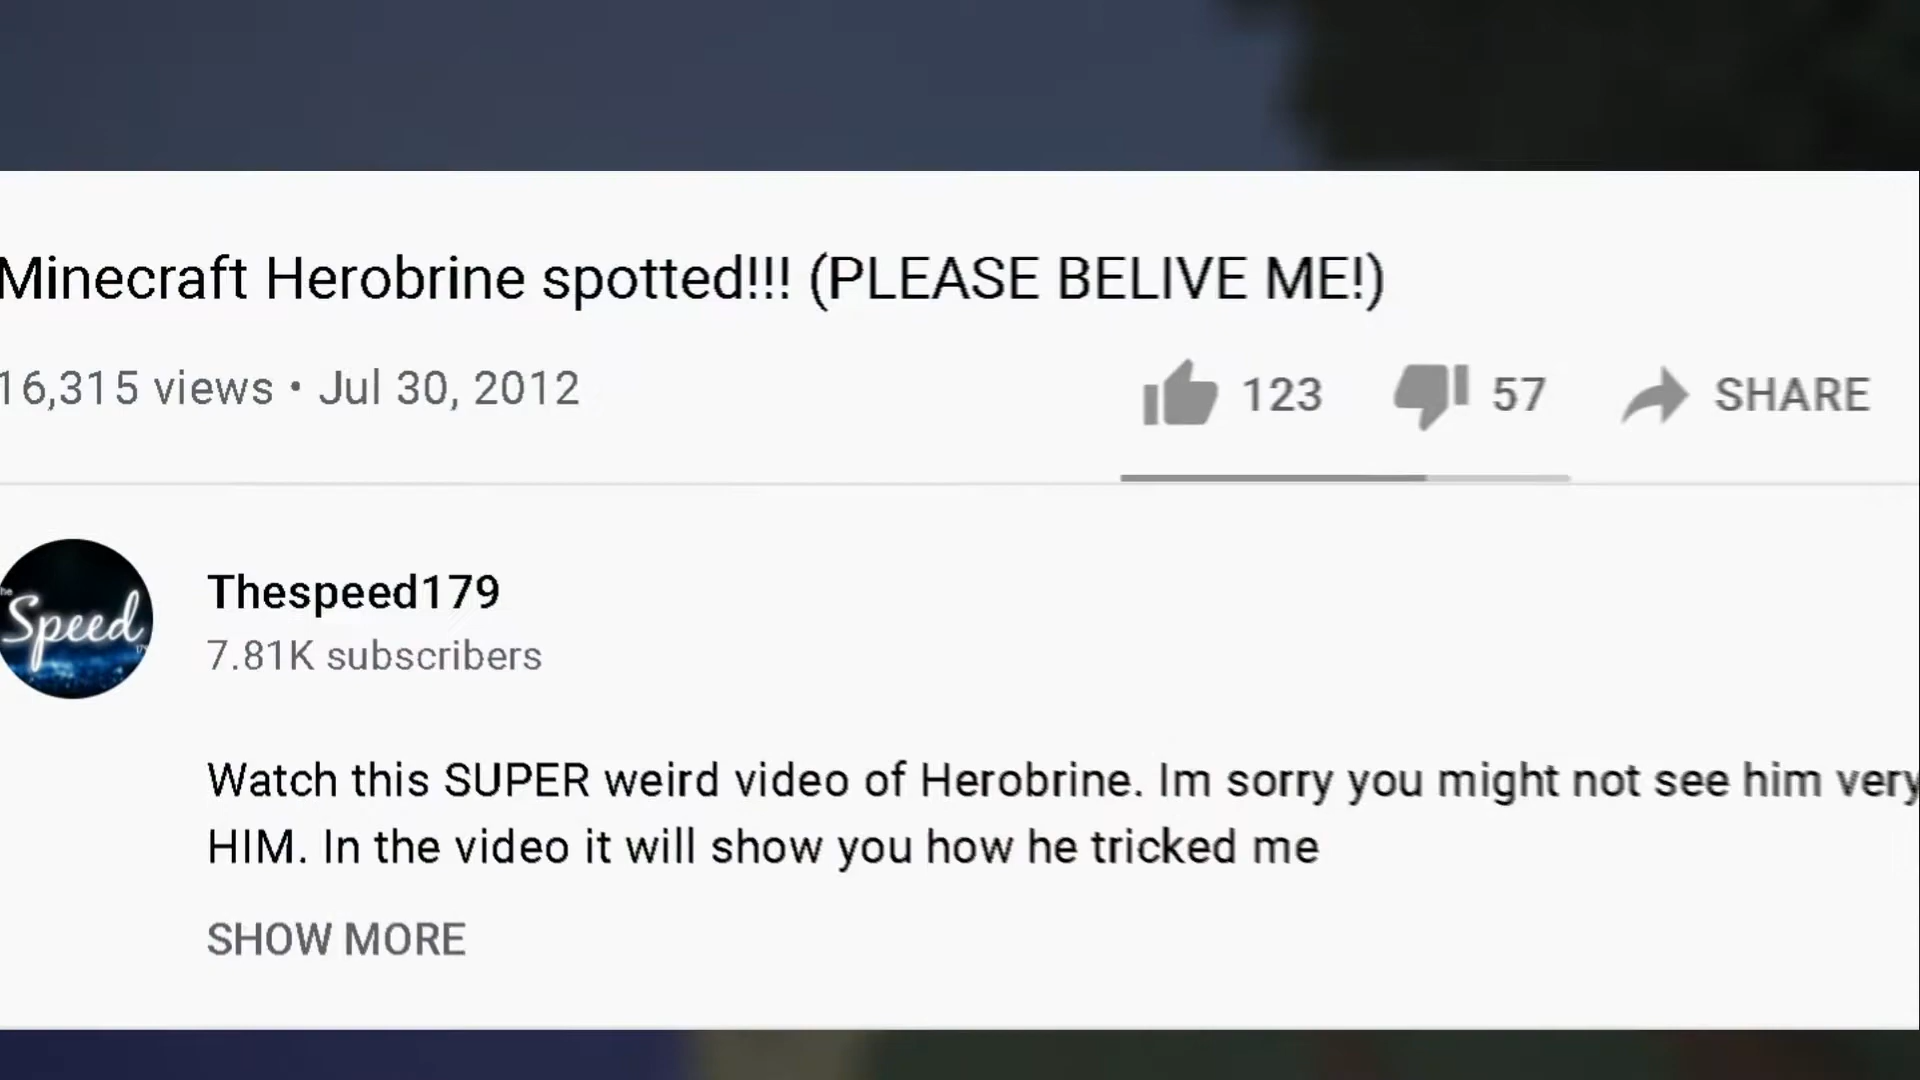 Minecraft Herobrine spotted!!! (PLEASE BELIVE ME!)
16,315 views • Jul 30, 2012
123 57 SHARE
he
Speed
Thespeed179
7.81K subscribers
Watch this SUPER weird video of Herobrine. Im sorry you might not see him very
HIM. In the video it will show you how he tricked me
SHOW MORE